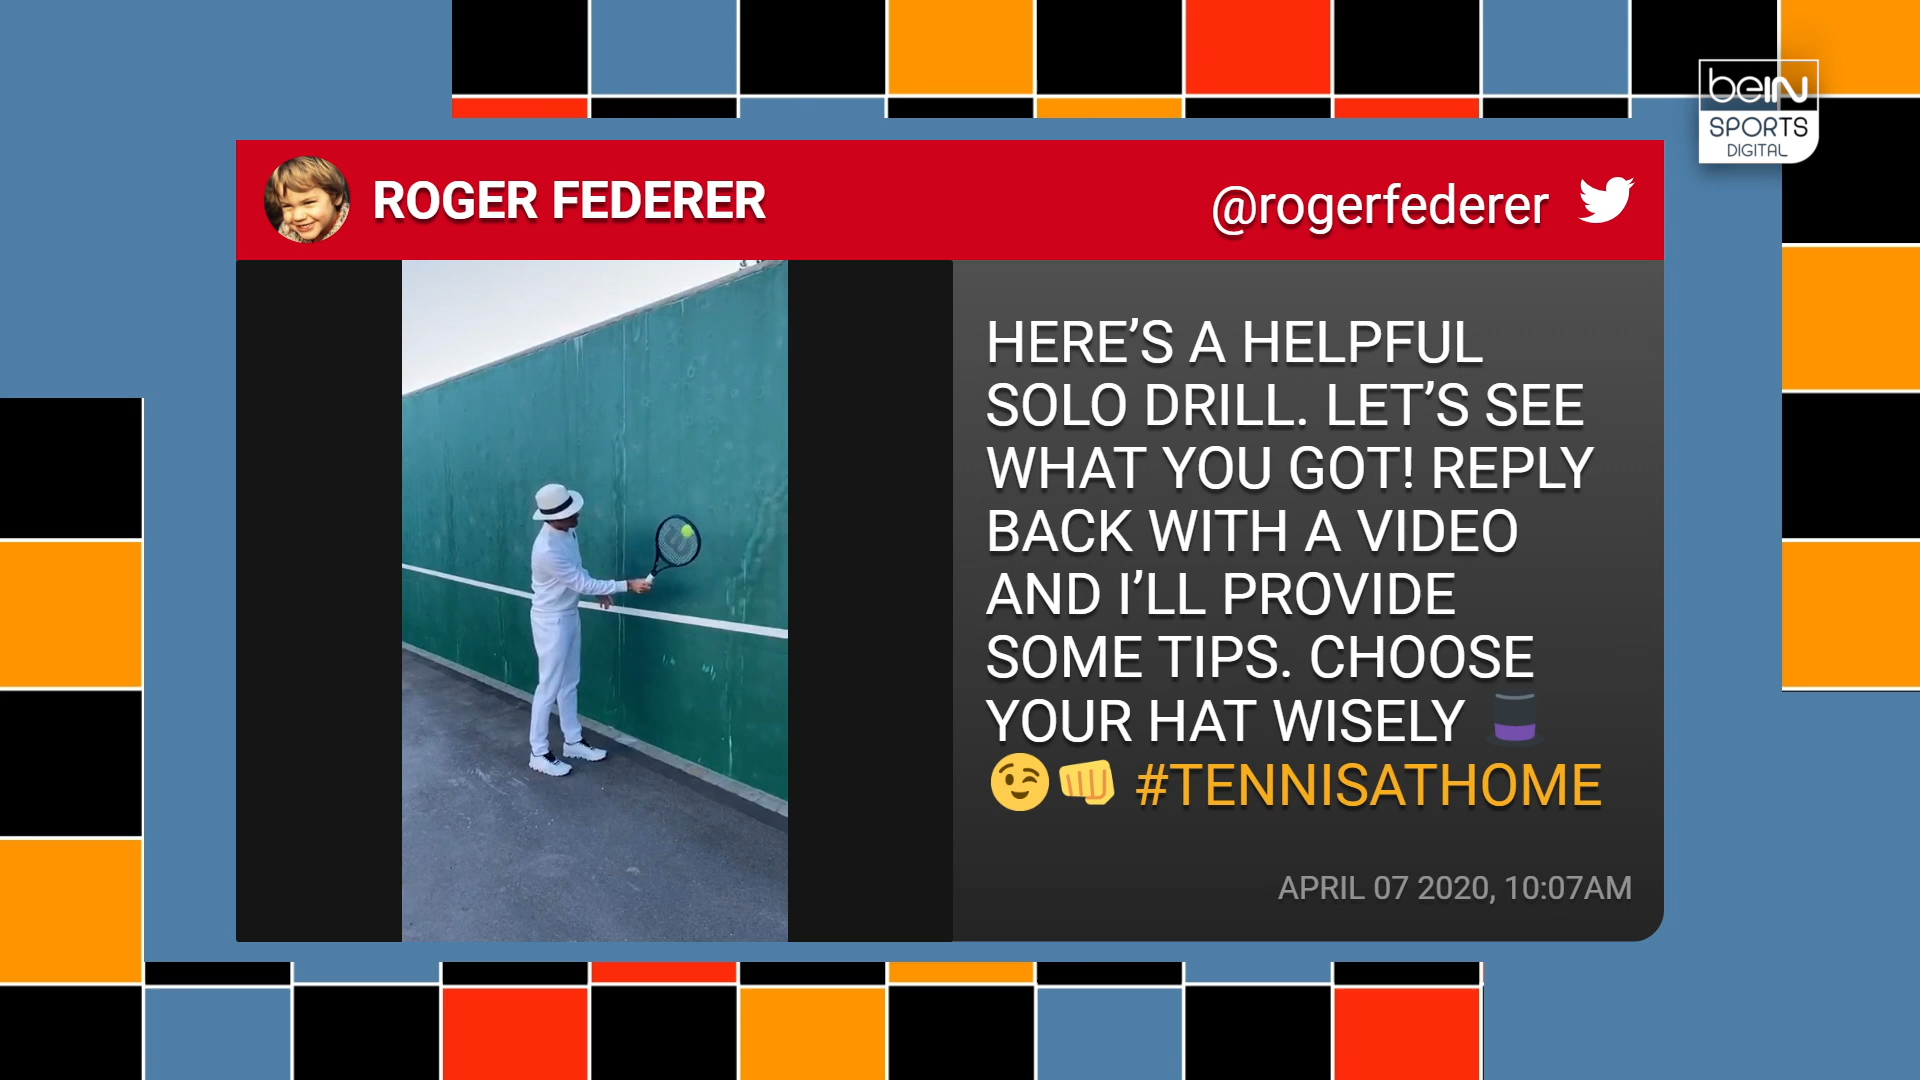 beIN
SPORTS
DIGITAL
ROGER FEDERER
@rogerfederer
HERE’S A HELPFUL
SOLO DRILL. LET’S SEE
WHAT YOU GOT! REPLY
BACK WITH A VIDEO
AND I’LL PROVIDE
SOME TIPS. CHOOSE
YOUR HAT WISELY 🎩
😉👊 #TENNISATHOME
APRIL 07 2020, 10:07AM